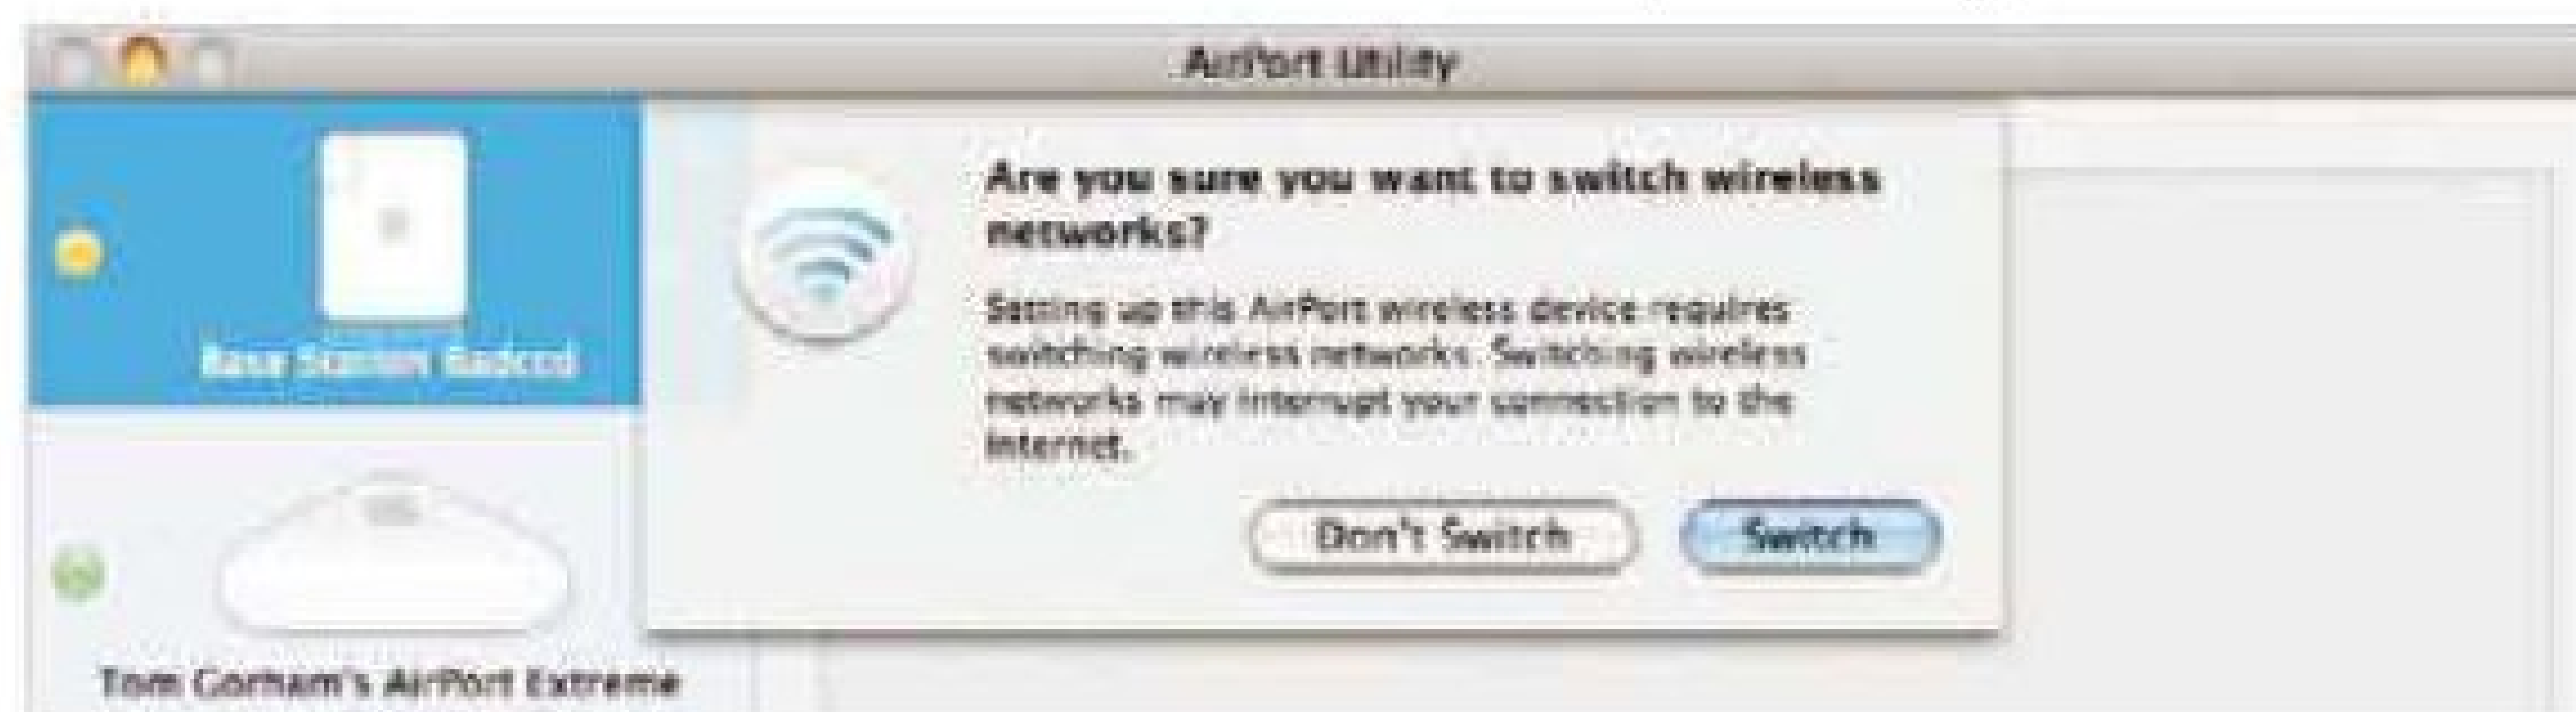 AirPort Utility
Are you sure you want to switch wireless
networks?
Setting up this AirPort wireless device requires
switching wireless networks. Switching wireless
networks may interrupt your connection to the
Internet.
Don't Switch
Switch
Base Station
Tom Gorham's AirPort Extreme